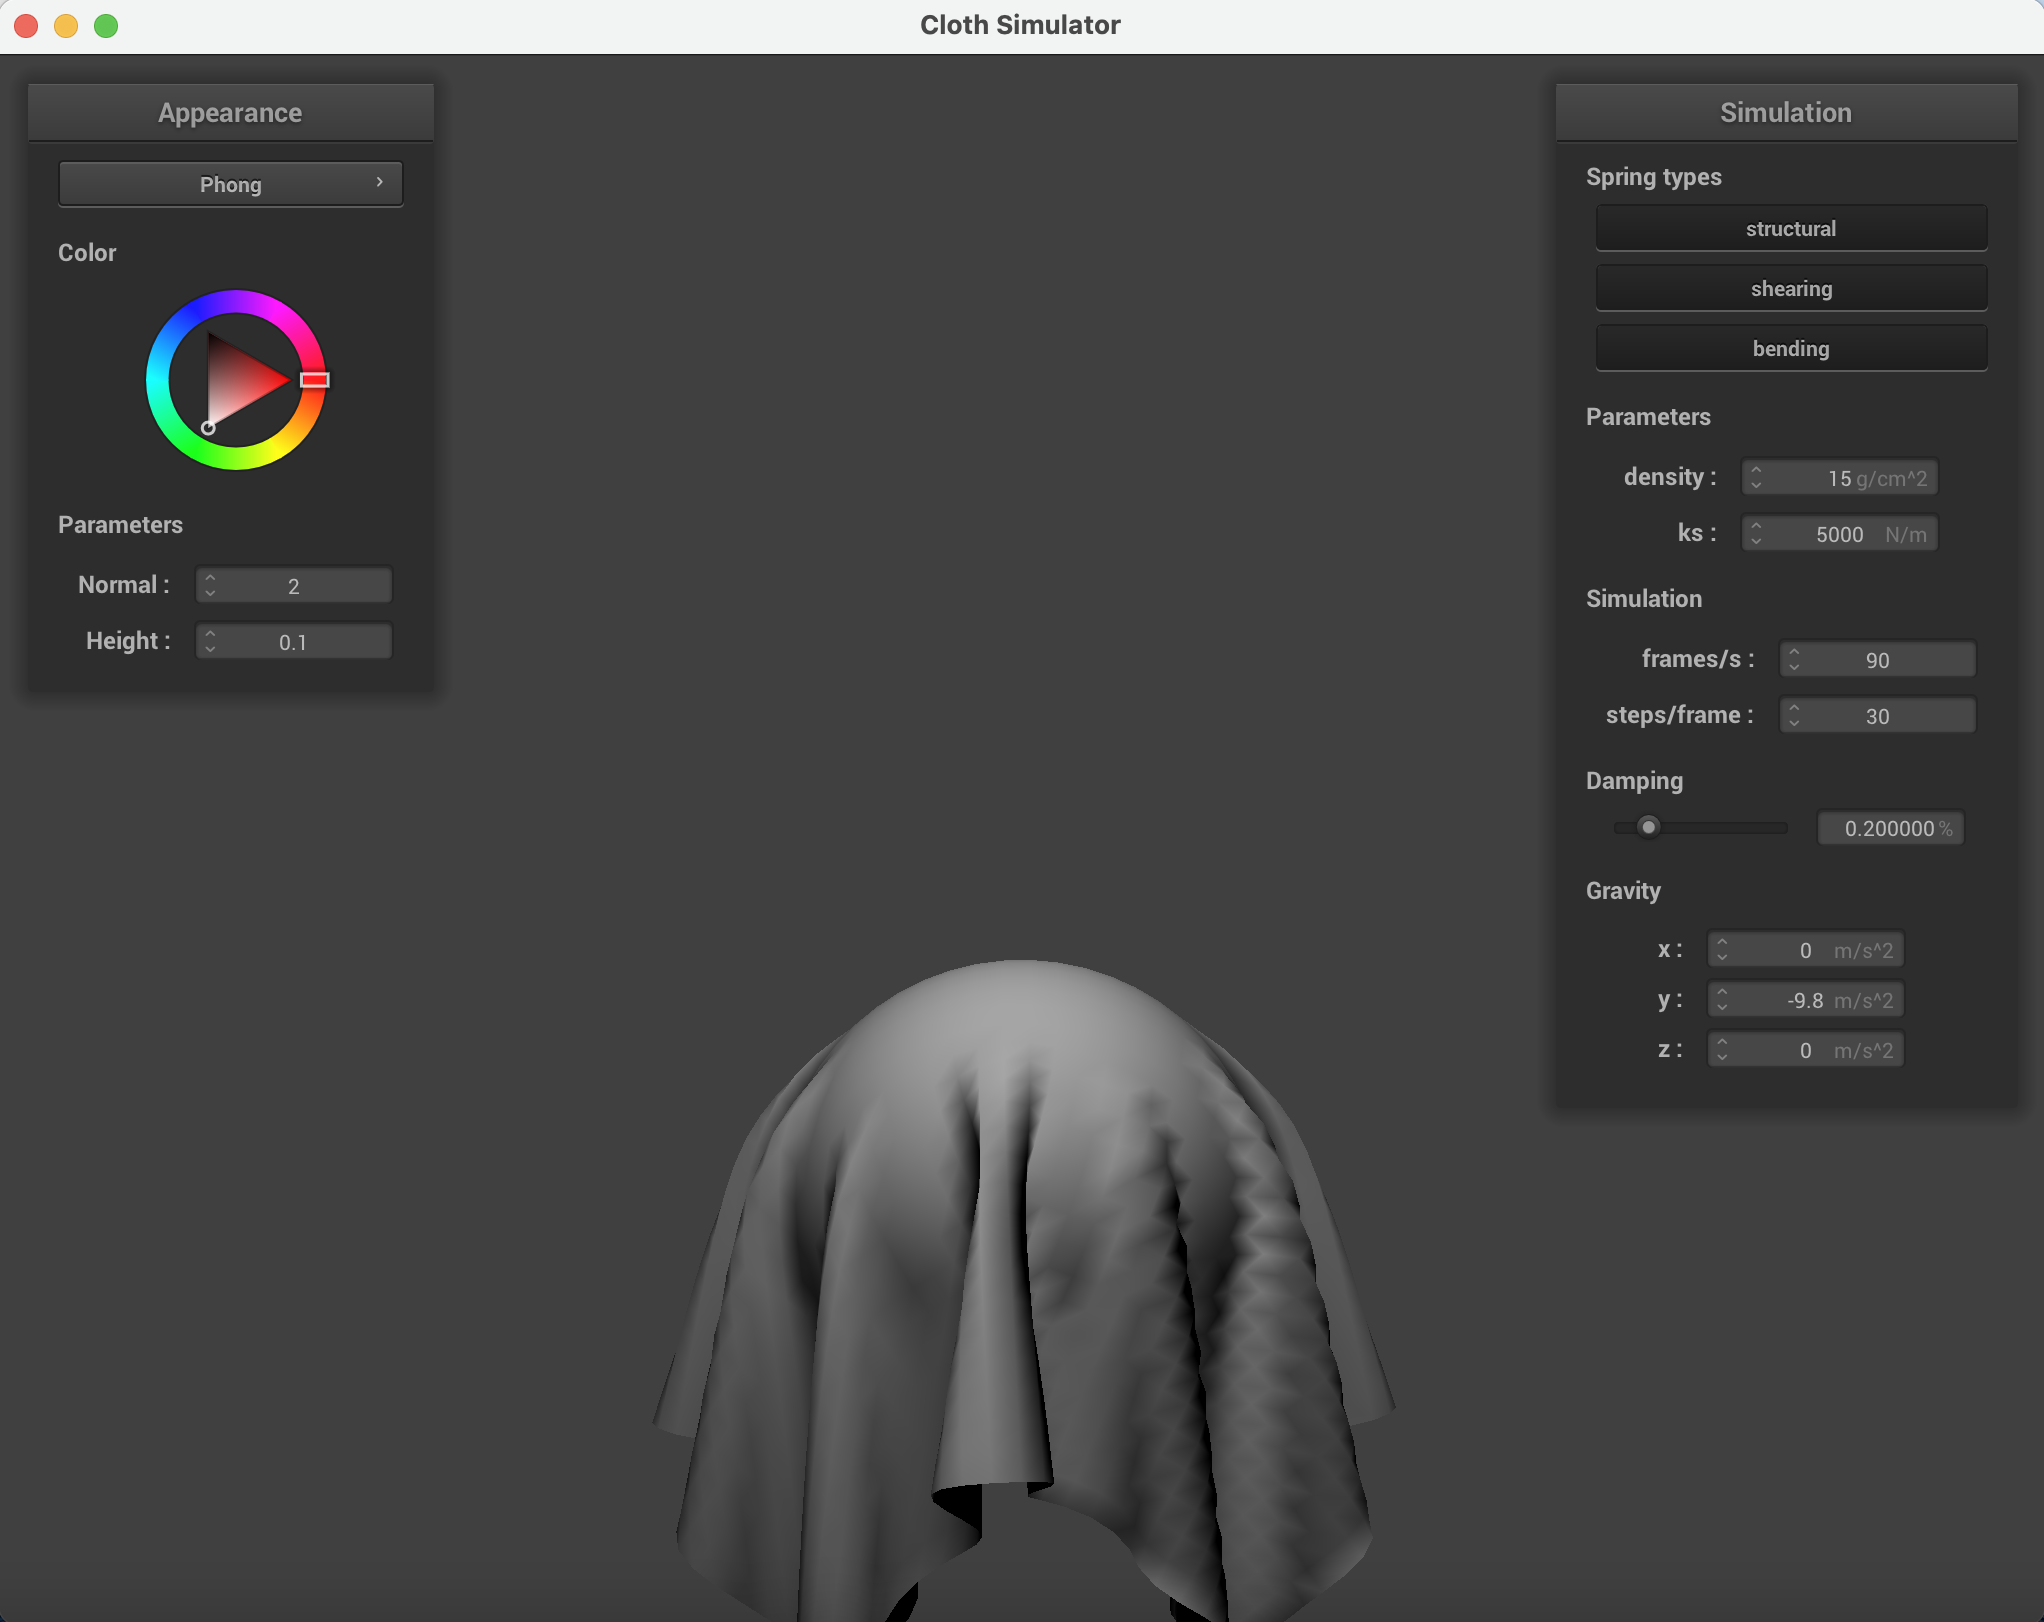 Cloth Simulator
Appearance
Phong ›
Color
Parameters
Normal : 2
Height : 0.1
Simulation
Spring types
structural
shearing
bending
Parameters
density : 15 g/cm^2
ks : 5000 N/m
Simulation
frames/s : 90
steps/frame : 30
Damping
0.200000 %
Gravity
x : 0 m/s^2
y : -9.8 m/s^2
z : 0 m/s^2